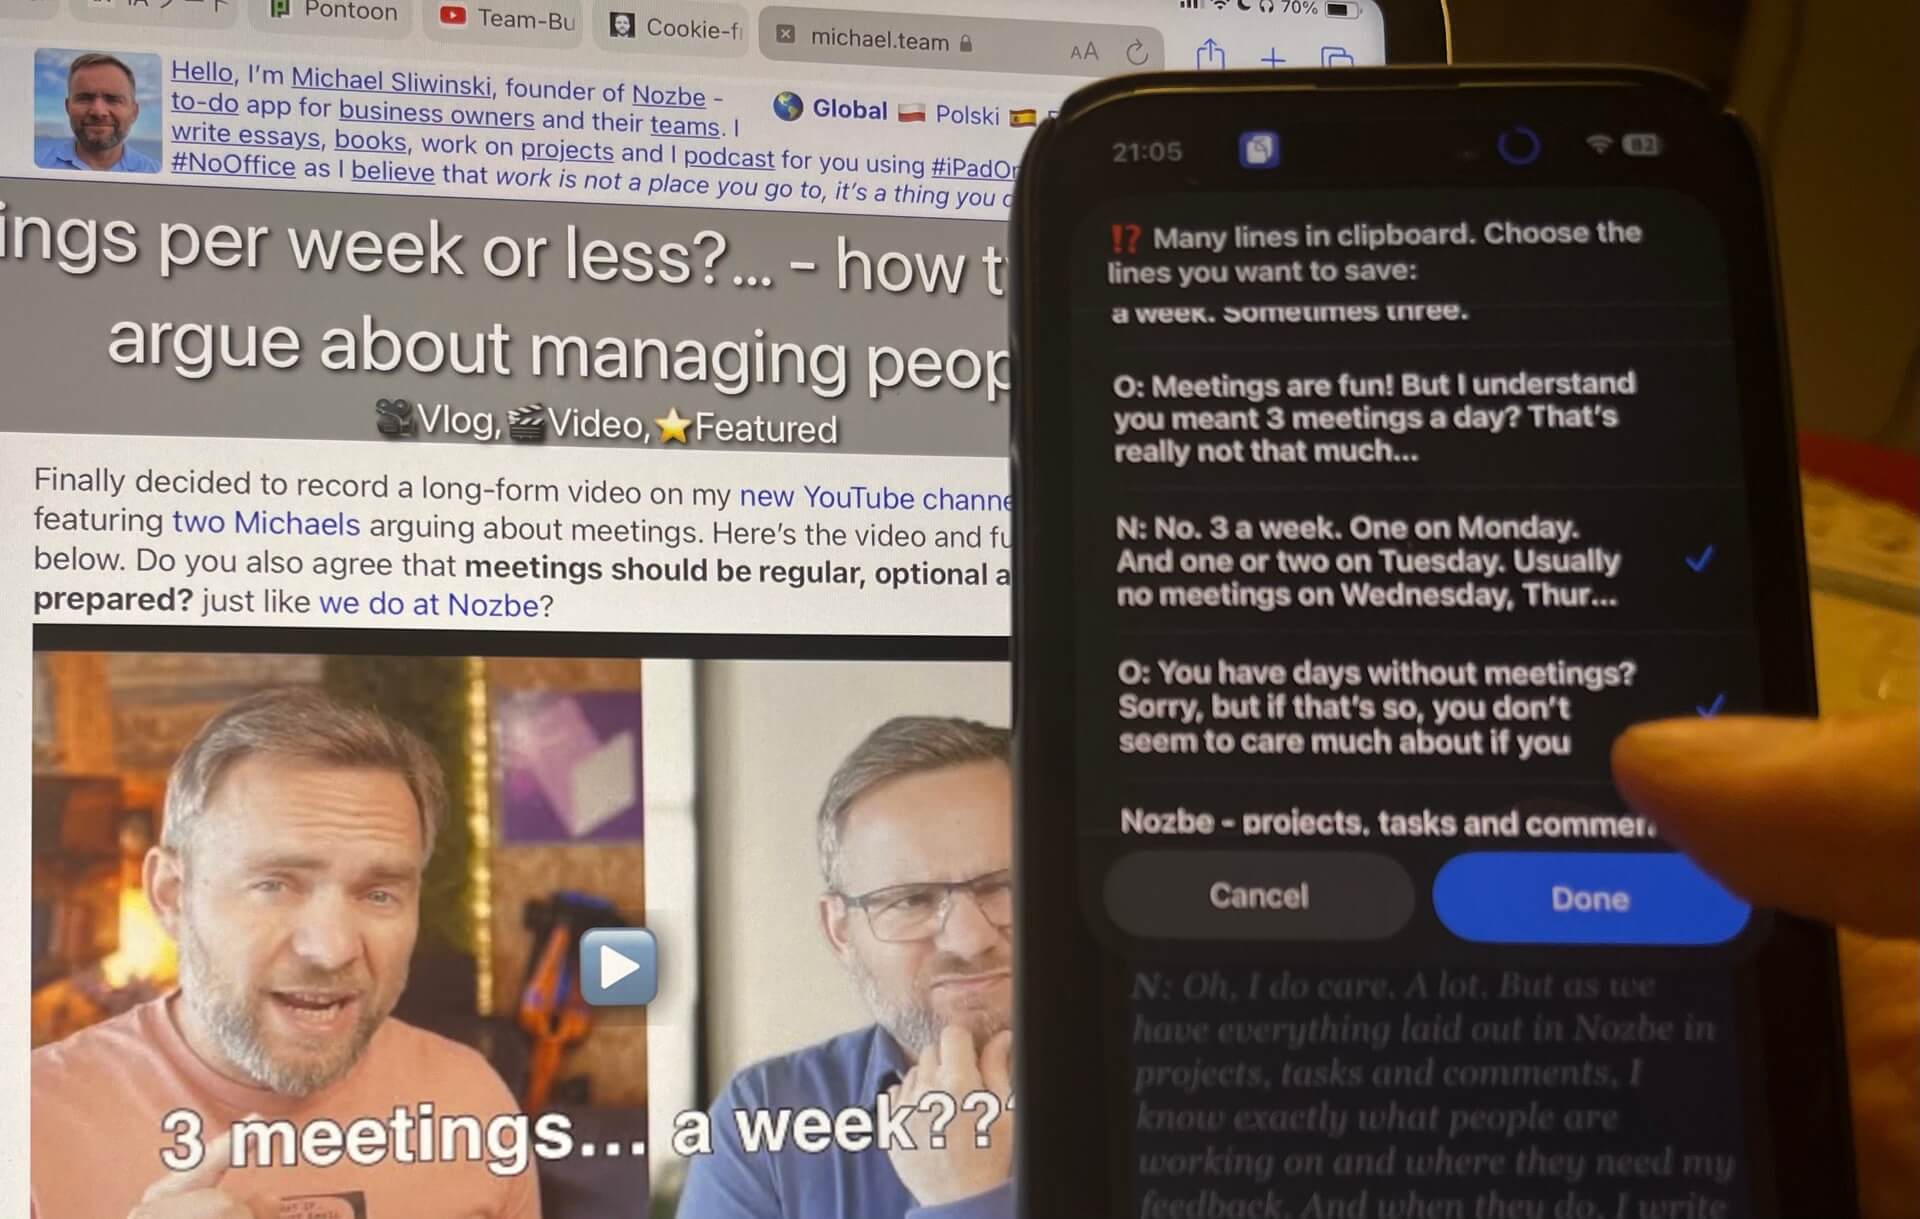 Pontoon
Team-Bu
Cookie-fi
michael.team
AA
70%
Hello, I'm Michael Sliwinski, founder of Nozbe -
to-do app for business owners and their teams. I
write essays, books, work on projects and I podcast for you using #iPadOn
#NoOffice as I believe that work is not a place you go to, it's a thing you d
Global
Polski
ings per week or less?... - how t
argue about managing peop
Vlog, Video, Featured
Finally decided to record a long-form video on my new YouTube channe
featuring two Michaels arguing about meetings. Here's the video and fu
below. Do you also agree that meetings should be regular, optional a
prepared? just like we do at Nozbe?
3 meetings... a week??
21:05
82
⁉️ Many lines in clipboard. Choose the
lines you want to save:
a week. Sometimes three.
O: Meetings are fun! But I understand
you meant 3 meetings a day? That's
really not that much...
N: No. 3 a week. One on Monday.
And one or two on Tuesday. Usually
no meetings on Wednesday, Thur...
O: You have days without meetings?
Sorry, but if that's so, you don't
seem to care much about if you
Nozbe - projects, tasks and commen
Cancel
Done
N: Oh, I do care. A lot. But as we
have everything laid out in Nozbe in
projects, tasks and comments, I
know exactly what people are
working on and where they need my
feedback. And when they do, I write